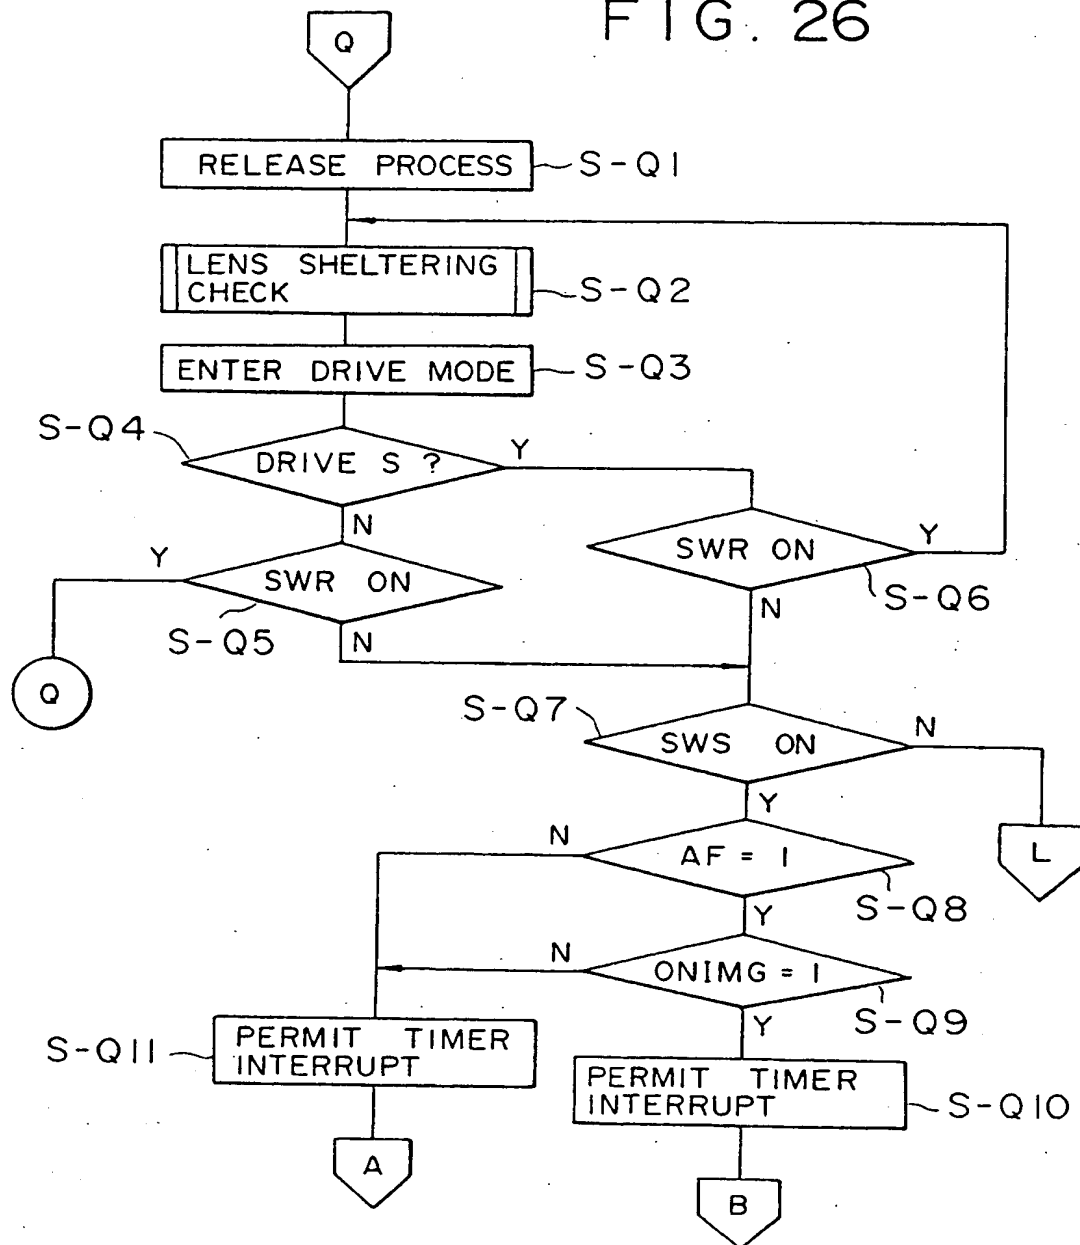 FIG. 26
Q
RELEASE PROCESS
S-Q1
LENS SHELTERING
CHECK
S-Q2
ENTER DRIVE MODE
S-Q3
S-Q4
DRIVE S ?
Y
N
SWR ON
Y
S-Q6
N
Y
SWR ON
S-Q5
N
Q
S-Q7
SWS ON
N
Y
L
N
AF = 1
S-Q8
Y
N
ONIMG = 1
S-Q9
Y
S-Q11
PERMIT TIMER
INTERRUPT
PERMIT TIMER
INTERRUPT
S-Q10
A
B